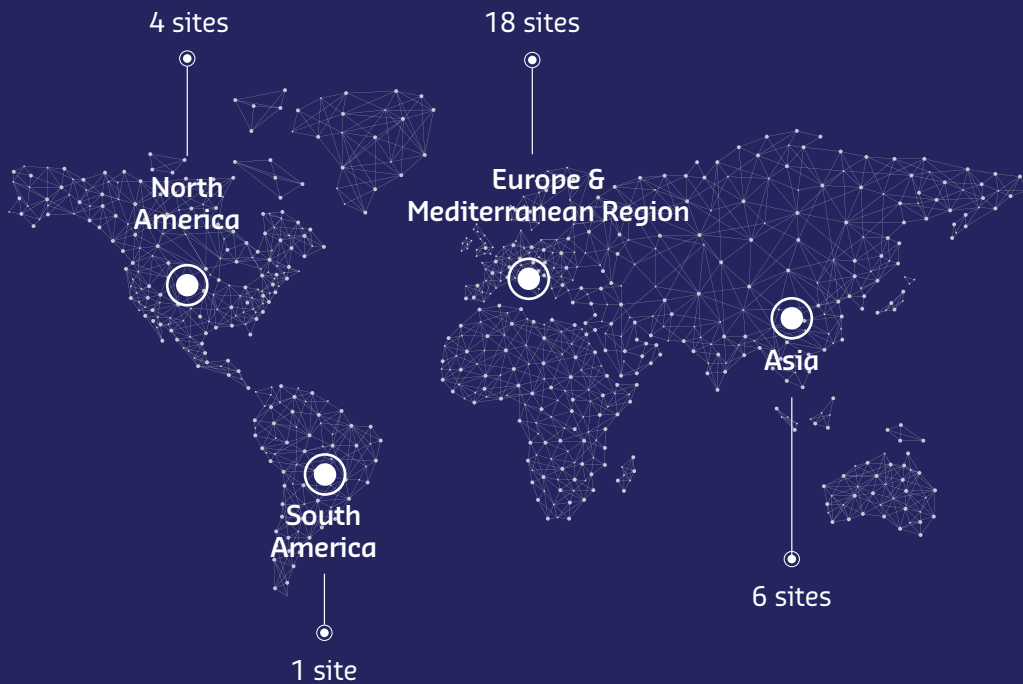 4 sites
18 sites
North
America
Europe &
Mediterranean Region
Asia
South
America
6 sites
1 site